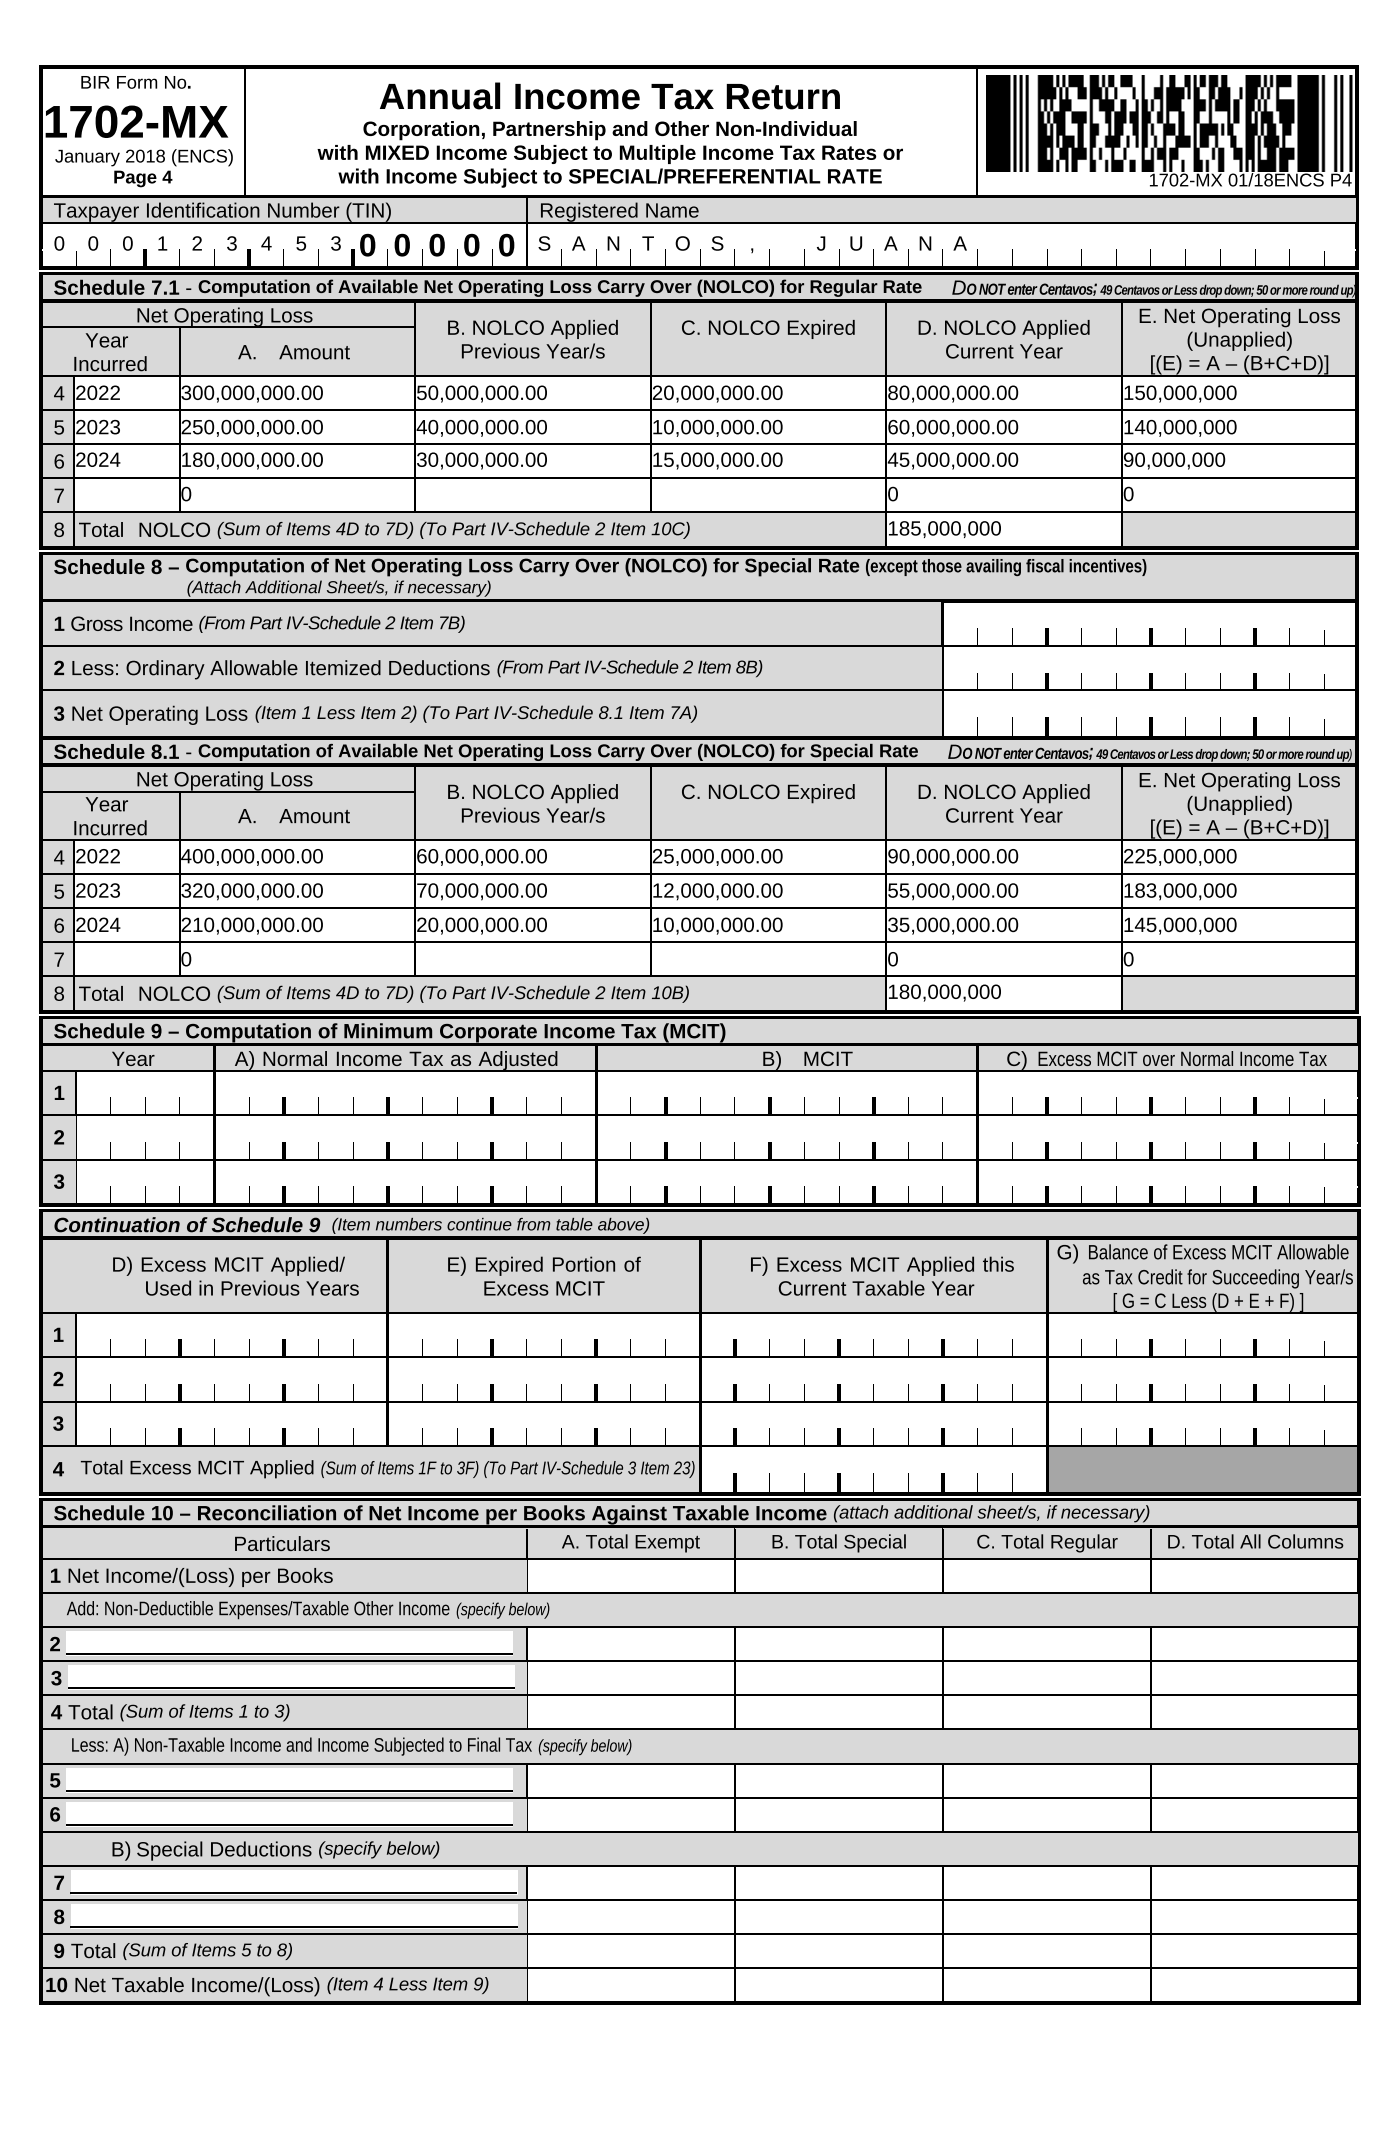 BIR Form No.
1702-MX
January 2018 (ENCS)
Page 4
Annual Income Tax Return
Corporation, Partnership and Other Non-Individual
with MIXED Income Subject to Multiple Income Tax Rates or
with Income Subject to SPECIAL/PREFERENTIAL RATE
1702-MX 01/18ENCS P4
Taxpayer Identification Number (TIN) Registered Name
0 0 0 1 2 3 4 5 3 0 0 0 0 0 S A N T O S , J U A N A
Schedule 7.1 - Computation of Available Net Operating Loss Carry Over (NOLCO) for Regular Rate Do NOT enter Centavos; 49 Centavos or Less drop down; 50 or more round up)
Net Operating Loss
Year Incurred
A. Amount
B. NOLCO Applied Previous Year/s
C. NOLCO Expired
D. NOLCO Applied Current Year
E. Net Operating Loss (Unapplied) [(E) = A – (B+C+D)]
4 2022 300,000,000.00 50,000,000.00 20,000,000.00 80,000,000.00 150,000,000
5 2023 250,000,000.00 40,000,000.00 10,000,000.00 60,000,000.00 140,000,000
6 2024 180,000,000.00 30,000,000.00 15,000,000.00 45,000,000.00 90,000,000
7 0 0 0
8 Total NOLCO (Sum of Items 4D to 7D) (To Part IV-Schedule 2 Item 10C) 185,000,000
Schedule 8 – Computation of Net Operating Loss Carry Over (NOLCO) for Special Rate (except those availing fiscal incentives)
(Attach Additional Sheet/s, if necessary)
1 Gross Income (From Part IV-Schedule 2 Item 7B)
2 Less: Ordinary Allowable Itemized Deductions (From Part IV-Schedule 2 Item 8B)
3 Net Operating Loss (Item 1 Less Item 2) (To Part IV-Schedule 8.1 Item 7A)
Schedule 8.1 - Computation of Available Net Operating Loss Carry Over (NOLCO) for Special Rate Do NOT enter Centavos; 49 Centavos or Less drop down; 50 or more round up)
Net Operating Loss
Year Incurred
A. Amount
B. NOLCO Applied Previous Year/s
C. NOLCO Expired
D. NOLCO Applied Current Year
E. Net Operating Loss (Unapplied) [(E) = A – (B+C+D)]
4 2022 400,000,000.00 60,000,000.00 25,000,000.00 90,000,000.00 225,000,000
5 2023 320,000,000.00 70,000,000.00 12,000,000.00 55,000,000.00 183,000,000
6 2024 210,000,000.00 20,000,000.00 10,000,000.00 35,000,000.00 145,000,000
7 0 0 0
8 Total NOLCO (Sum of Items 4D to 7D) (To Part IV-Schedule 2 Item 10B) 180,000,000
Schedule 9 – Computation of Minimum Corporate Income Tax (MCIT)
Year A) Normal Income Tax as Adjusted B) MCIT C) Excess MCIT over Normal Income Tax
1
2
3
Continuation of Schedule 9 (Item numbers continue from table above)
D) Excess MCIT Applied/ Used in Previous Years
E) Expired Portion of Excess MCIT
F) Excess MCIT Applied this Current Taxable Year
G) Balance of Excess MCIT Allowable as Tax Credit for Succeeding Year/s [ G = C Less (D + E + F) ]
1
2
3
4 Total Excess MCIT Applied (Sum of Items 1F to 3F) (To Part IV-Schedule 3 Item 23)
Schedule 10 – Reconciliation of Net Income per Books Against Taxable Income (attach additional sheet/s, if necessary)
Particulars A. Total Exempt B. Total Special C. Total Regular D. Total All Columns
1 Net Income/(Loss) per Books
Add: Non-Deductible Expenses/Taxable Other Income (specify below)
2
3
4 Total (Sum of Items 1 to 3)
Less: A) Non-Taxable Income and Income Subjected to Final Tax (specify below)
5
6
B) Special Deductions (specify below)
7
8
9 Total (Sum of Items 5 to 8)
10 Net Taxable Income/(Loss) (Item 4 Less Item 9)